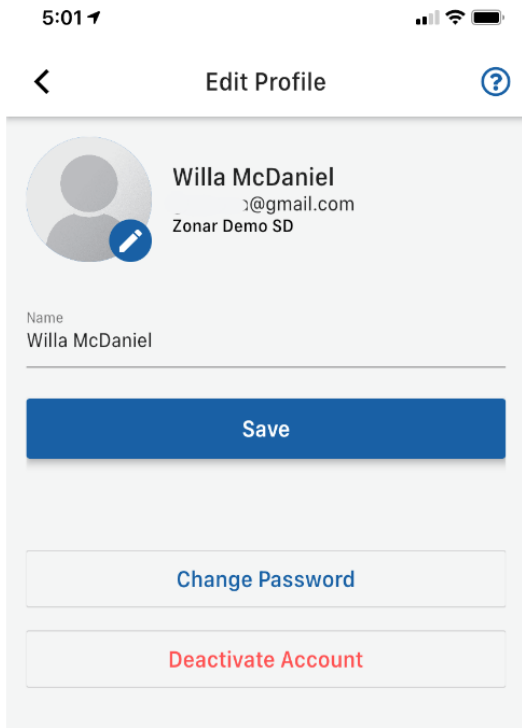 5:01
Edit Profile
?
Willa McDaniel
@gmail.com
Zonar Demo SD
Name
Willa McDaniel
Save
Change Password
Deactivate Account